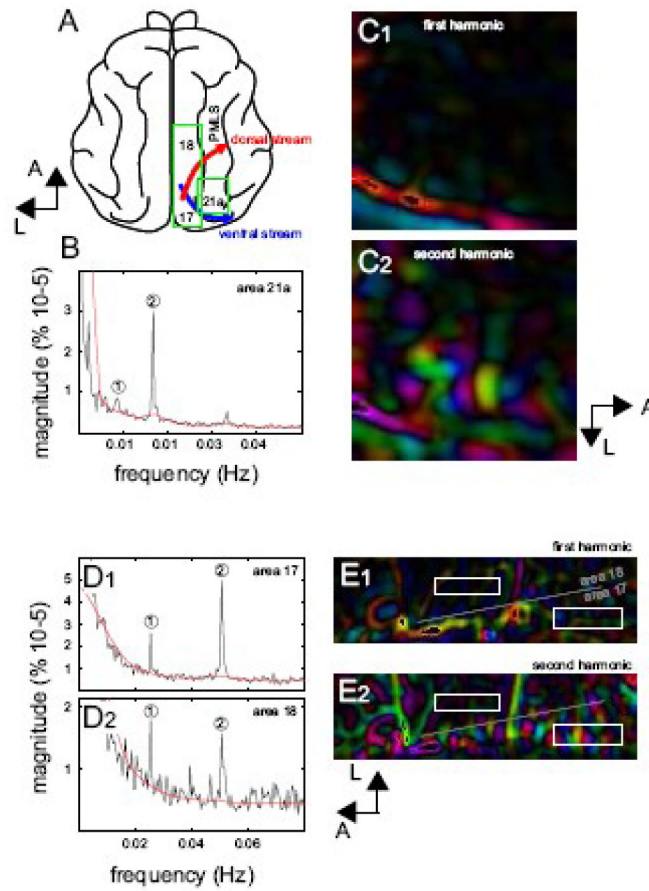 A
18
PMLS
dorsal stream
21a
17
ventral stream
A
L
B
area 21a
magnitude (% 10-5)
3
2
1
②
①
0.01
0.01
0.03
0.04
frequency (Hz)
C1
first harmonic
C2
second harmonic
A
L
D1
area 17
5
4
3
2
1
①
②
D2
area 18
2
1
①
②
magnitude (% 10-5)
0.02
0.04
0.06
0.08
frequency (Hz)
first harmonic
E1
area 18
area 17
second harmonic
E2
L
A